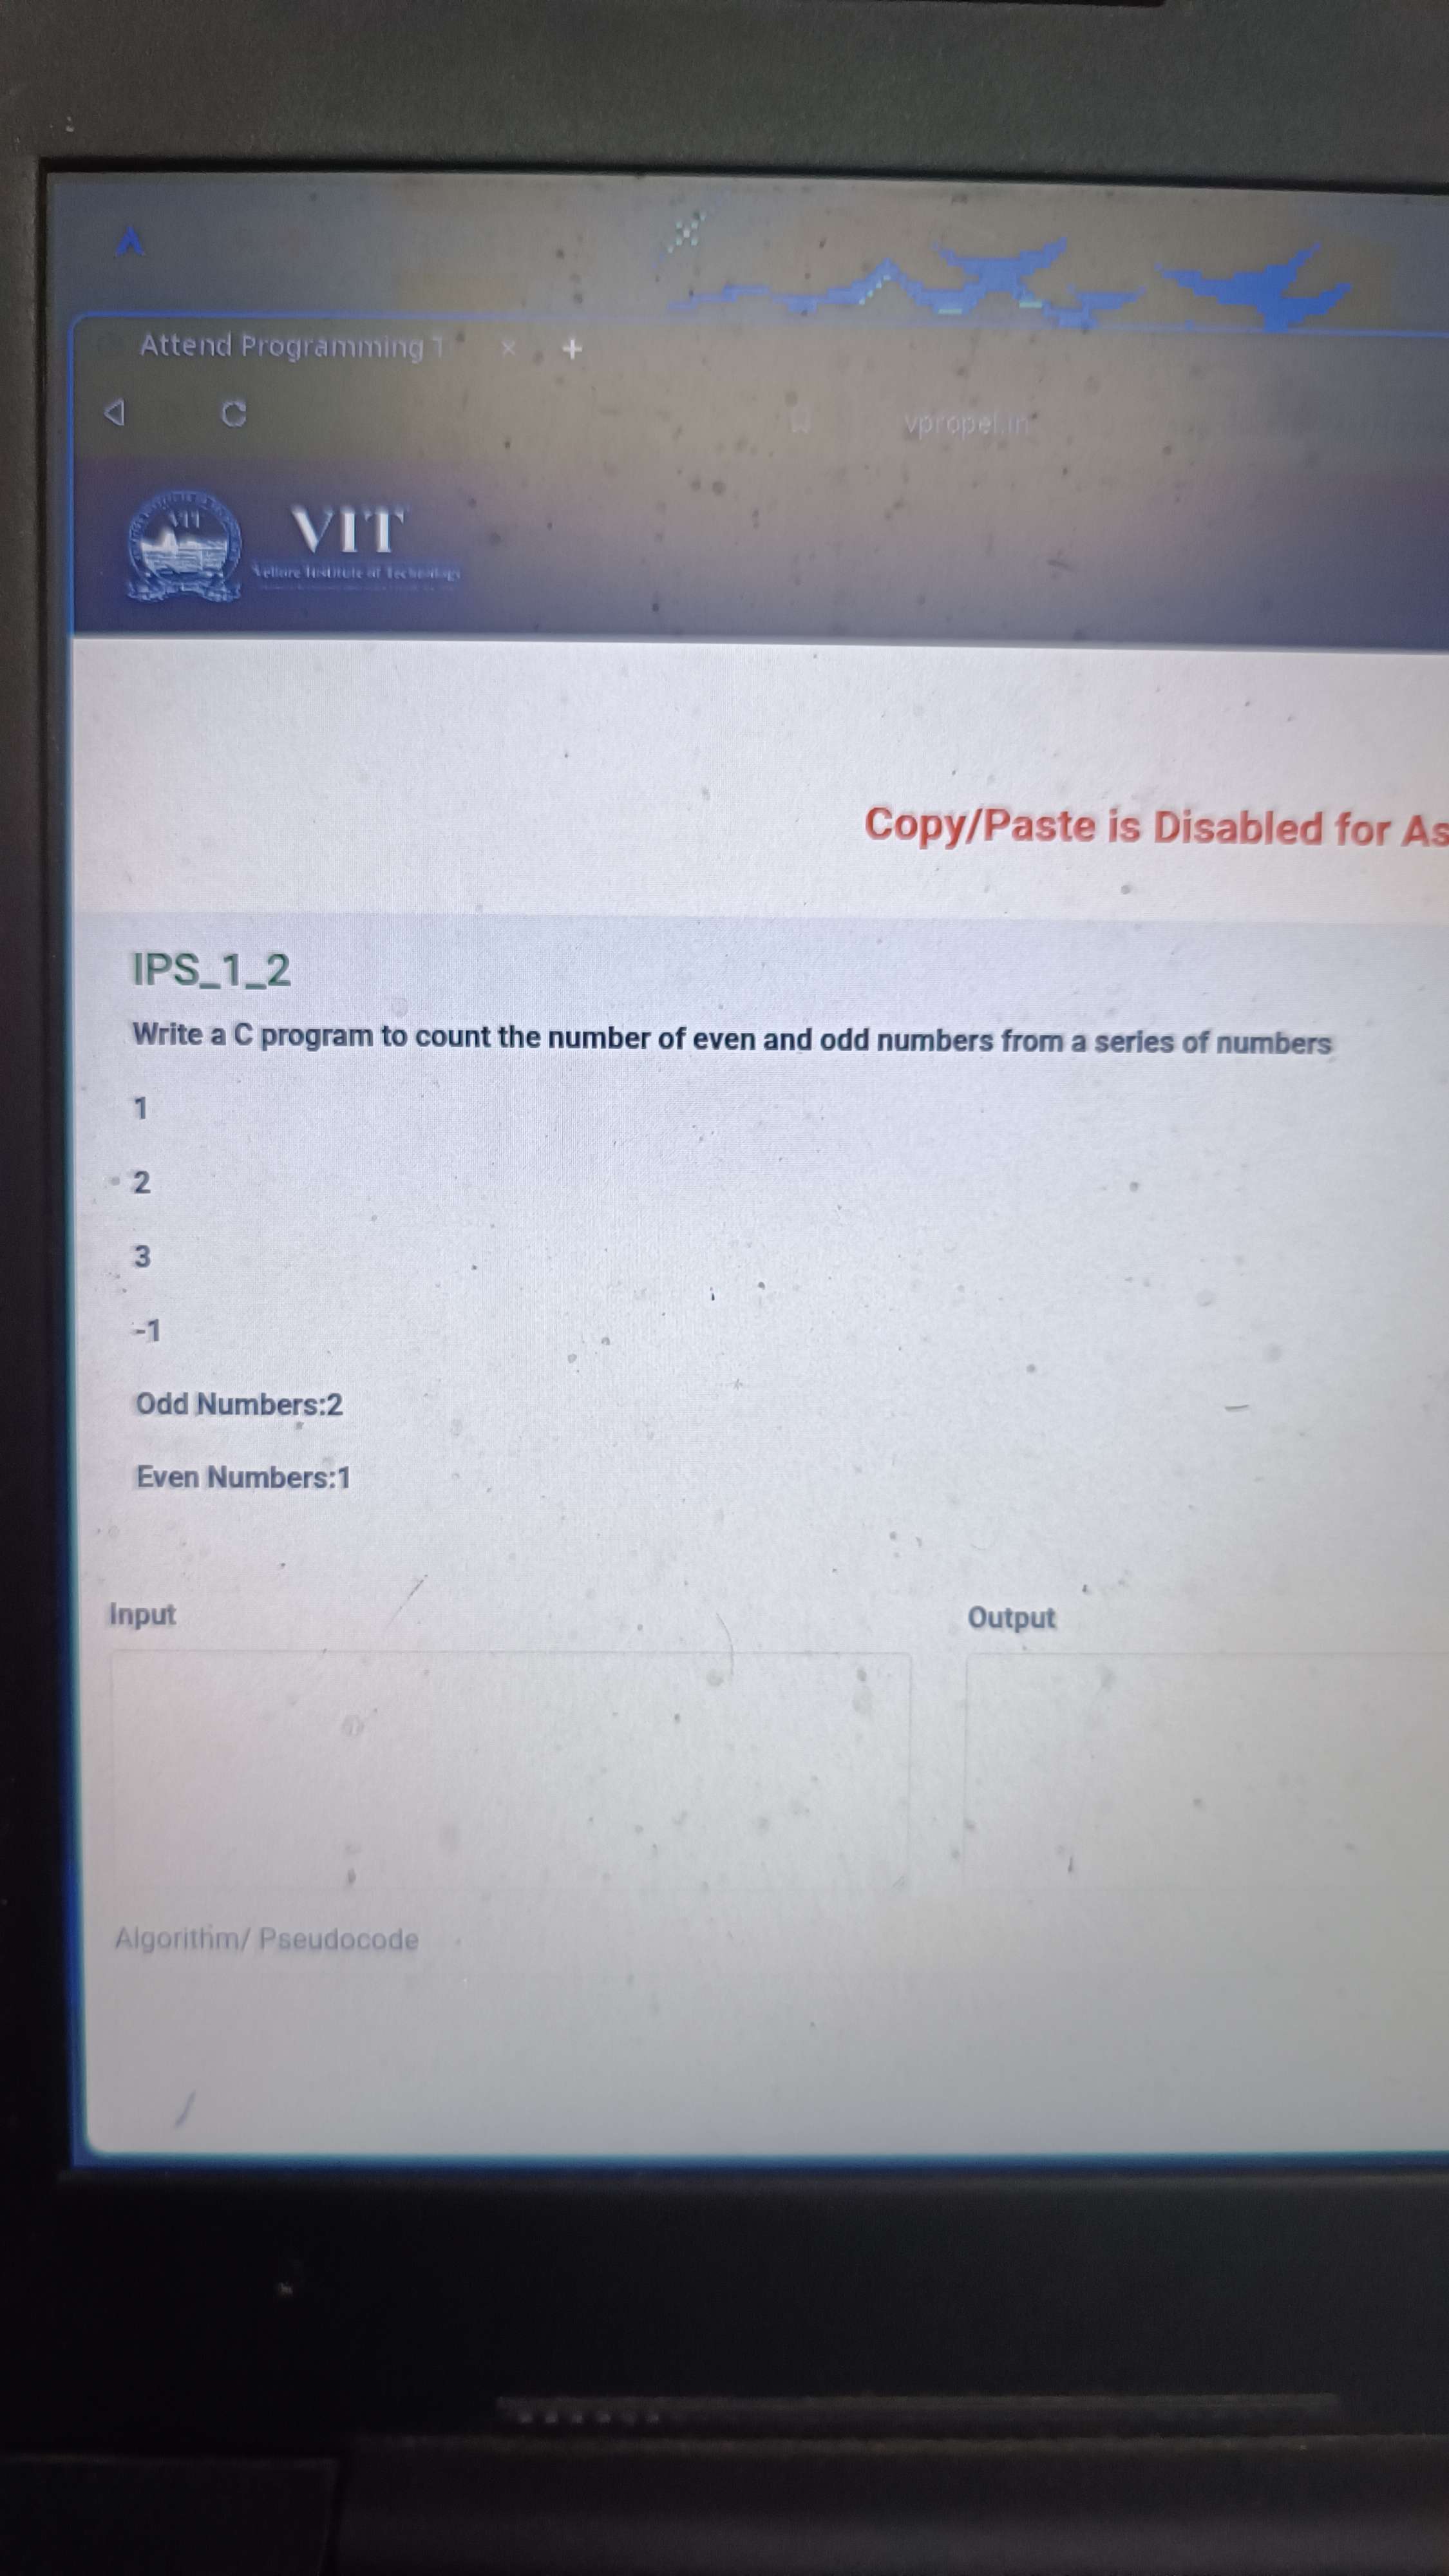 Attend Programming T
vpropel.in
VIT
VIT
Vellore Institute of Technology
Copy/Paste is Disabled for As
IPS_1_2
Write a C program to count the number of even and odd numbers from a series of numbers
1
2
3
-1
Odd Numbers:2
Even Numbers:1
Input
Output
Algorithm/ Pseudocode